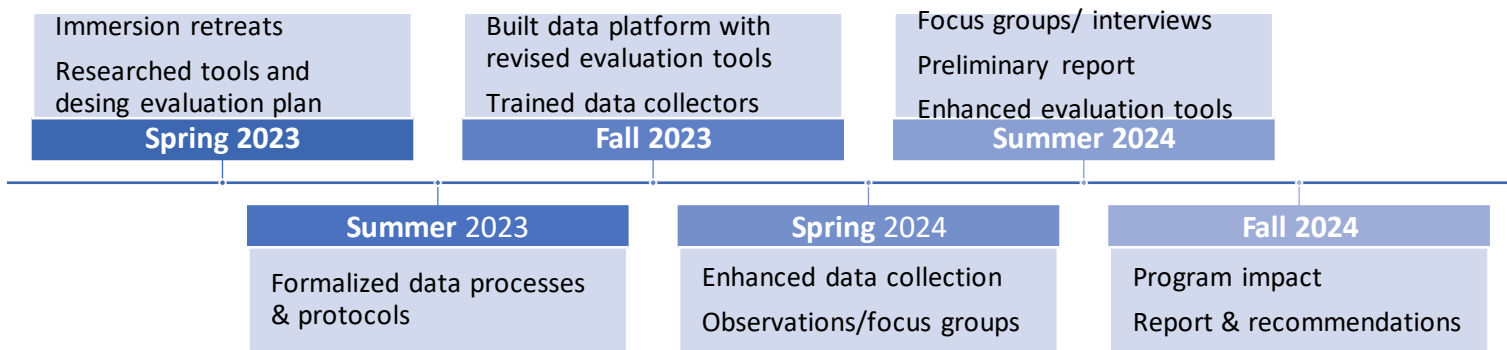 Immersion retreats
Researched tools and
desing evaluation plan
Spring 2023
Built data platform with
revised evaluation tools
Trained data collectors
Fall 2023
Focus groups/ interviews
Preliminary report
Enhanced evaluation tools
Summer 2024
Summer 2023
Formalized data processes
& protocols
Spring 2024
Enhanced data collection
Observations/focus groups
Fall 2024
Program impact
Report & recommendations